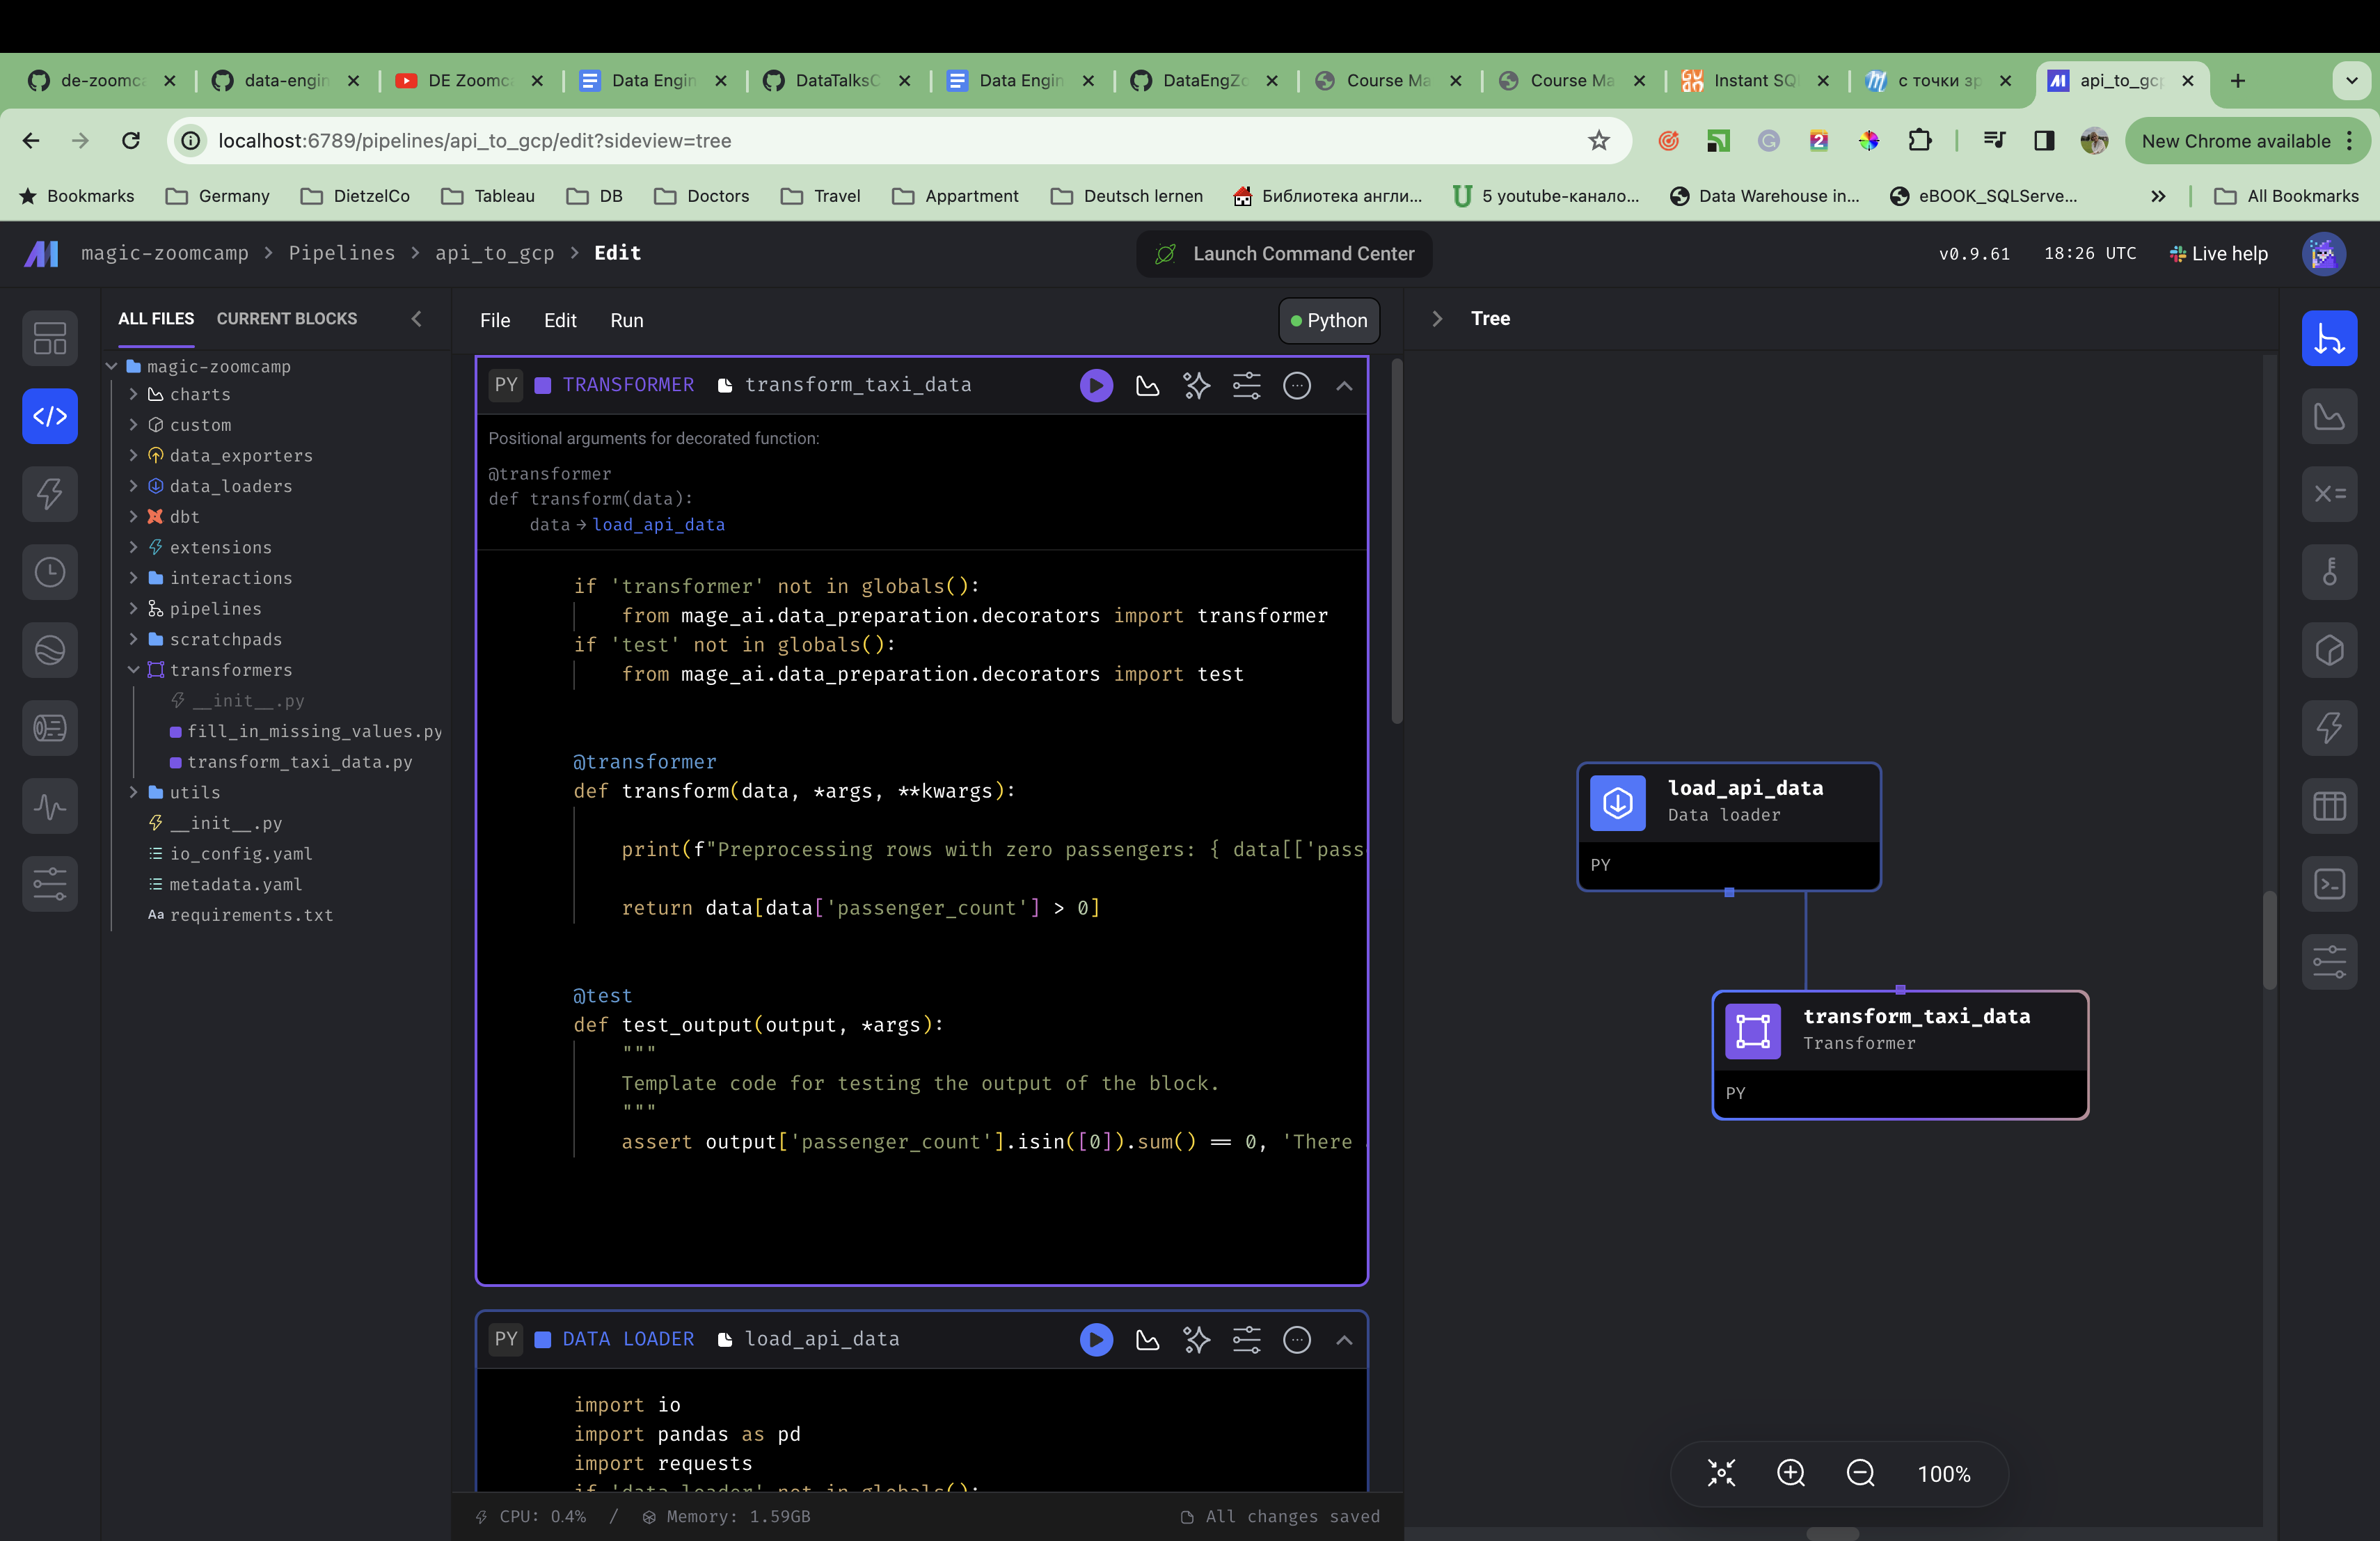 de-zoomca
data-engin
DE Zoomc
Data Engin
DataTalksC
Data Engin
DataEngZo
Course Ma
Course Ma
Instant SQ
с точки зр
api_to_gcp
localhost:6789/pipelines/api_to_gcp/edit?sideview=tree
2
New Chrome available
Bookmarks
Germany
DietzelCo
Tableau
DB
Doctors
Travel
Appartment
Deutsch lernen
Библиотека англи...
5 youtube-канало...
Data Warehouse in...
eBOOK_SQLServe...
All Bookmarks
magic-zoomcamp > Pipelines > api_to_gcp > Edit
Launch Command Center
v0.9.61
18:26 UTC
Live help
ALL FILES
CURRENT BLOCKS
magic-zoomcamp
charts
custom
data_exporters
data_loaders
dbt
extensions
interactions
pipelines
scratchpads
transformers
__init__.py
fill_in_missing_values.py
transform_taxi_data.py
utils
__init__.py
io_config.yaml
metadata.yaml
Aa requirements.txt
File Edit Run
Python
PY TRANSFORMER transform_taxi_data
Positional arguments for decorated function:
@transformer
def transform(data):
data → load_api_data
if 'transformer' not in globals():
from mage_ai.data_preparation.decorators import transformer
if 'test' not in globals():
from mage_ai.data_preparation.decorators import test
@transformer
def transform(data, *args, **kwargs):
print(f"Preprocessing rows with zero passengers: { data[['pass
return data[data['passenger_count'] > 0]
@test
def test_output(output, *args):
"""
Template code for testing the output of the block.
"""
assert output['passenger_count'].isin([0]).sum() == 0, 'There
PY DATA LOADER load_api_data
import io
import pandas as pd
import requests
if 'data_loader' not in globals():
CPU: 0.4% / Memory: 1.59GB
All changes saved
Tree
load_api_data
Data loader
PY
transform_taxi_data
Transformer
PY
100%